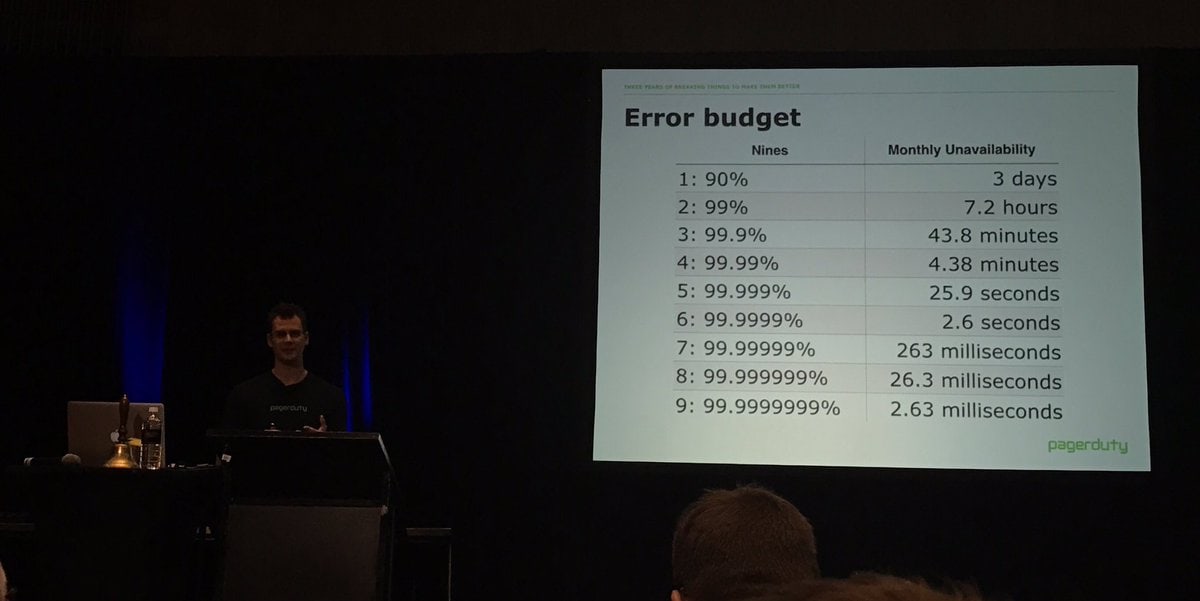 THREE YEARS OF BREAKING THINGS TO MAKE THEM BETTER
Error budget
Nines Monthly Unavailability
1: 90% 3 days
2: 99% 7.2 hours
3: 99.9% 43.8 minutes
4: 99.99% 4.38 minutes
5: 99.999% 25.9 seconds
6: 99.9999% 2.6 seconds
7: 99.99999% 263 milliseconds
8: 99.999999% 26.3 milliseconds
9: 99.9999999% 2.63 milliseconds
pagerduty
pagerduty